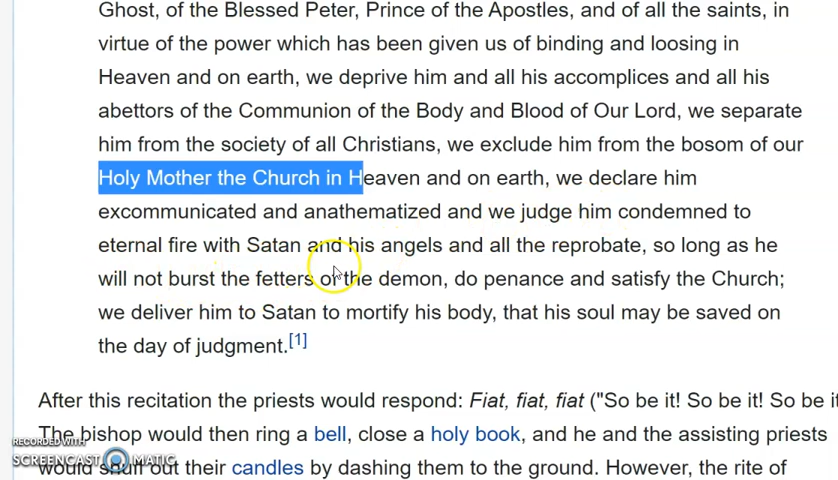 Ghost, of the Blessed Peter, Prince of the Apostles, and of all the saints, in
virtue of the power which has been given us of binding and loosing in
Heaven and on earth, we deprive him and all his accomplices and all his
abettors of the Communion of the Body and Blood of Our Lord, we separate
him from the society of all Christians, we exclude him from the bosom of our
Holy Mother the Church in Heaven and on earth, we declare him
excommunicated and anathematized and we judge him condemned to
eternal fire with Satan and his angels and all the reprobate, so long as he
will not burst the fetters of the demon, do penance and satisfy the Church;
we deliver him to Satan to mortify his body, that his soul may be saved on
the day of judgment.[1]
After this recitation the priests would respond: Fiat, fiat, fiat ("So be it! So be it! So be it
The bishop would then ring a bell, close a holy book, and he and the assisting priests
RECORDED WITH
SCREENCAST MATIC
would snuff out their candles by dashing them to the ground. However, the rite of